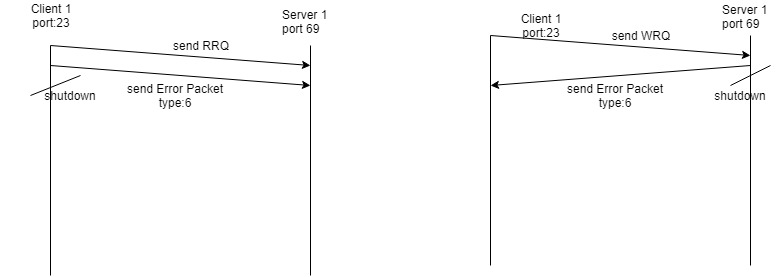 Client 1
port:23
Server 1
port 69
send RRQ
send Error Packet
type:6
shutdown
Client 1
port:23
Server 1
port 69
send WRQ
send Error Packet
type:6
shutdown